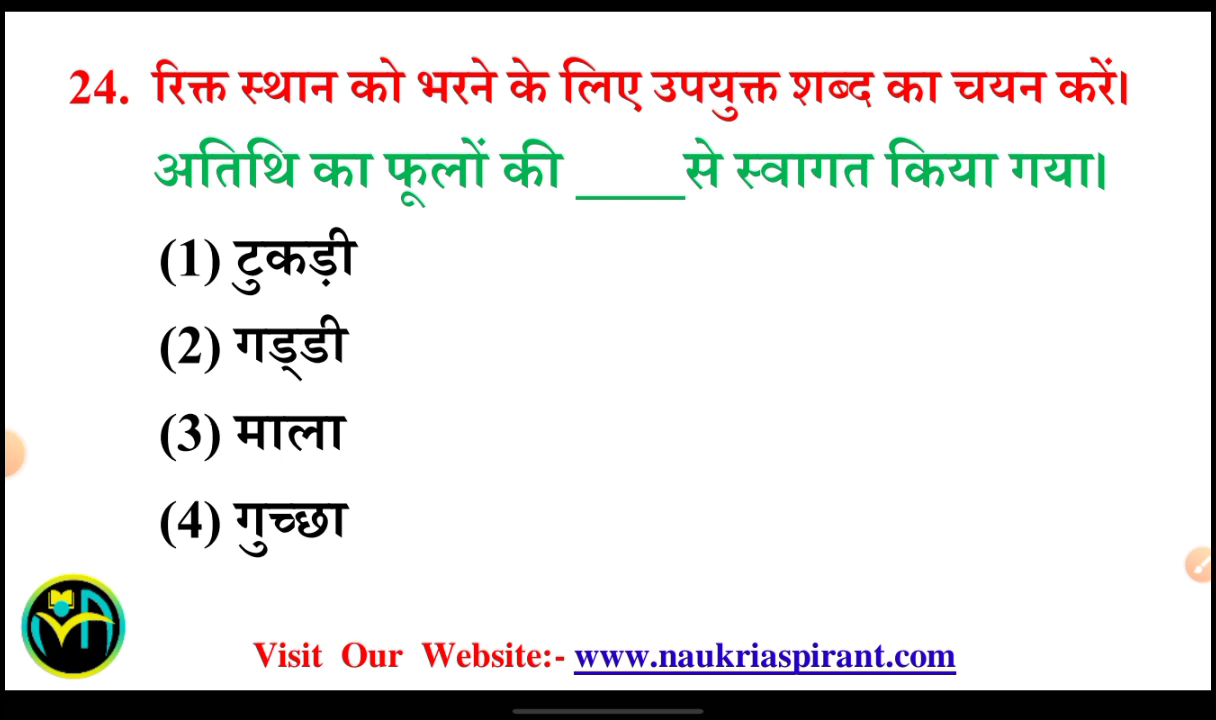 24. रिक्त स्थान को भरने के लिए उपयुक्त शब्द का चयन करें।
अतिथि का फूलों की ____से स्वागत किया गया।
(1) टुकड़ी
(2) गड्‌डी
(3) माला
(4) गुच्छा
Visit Our Website:- www.naukriaspirant.com